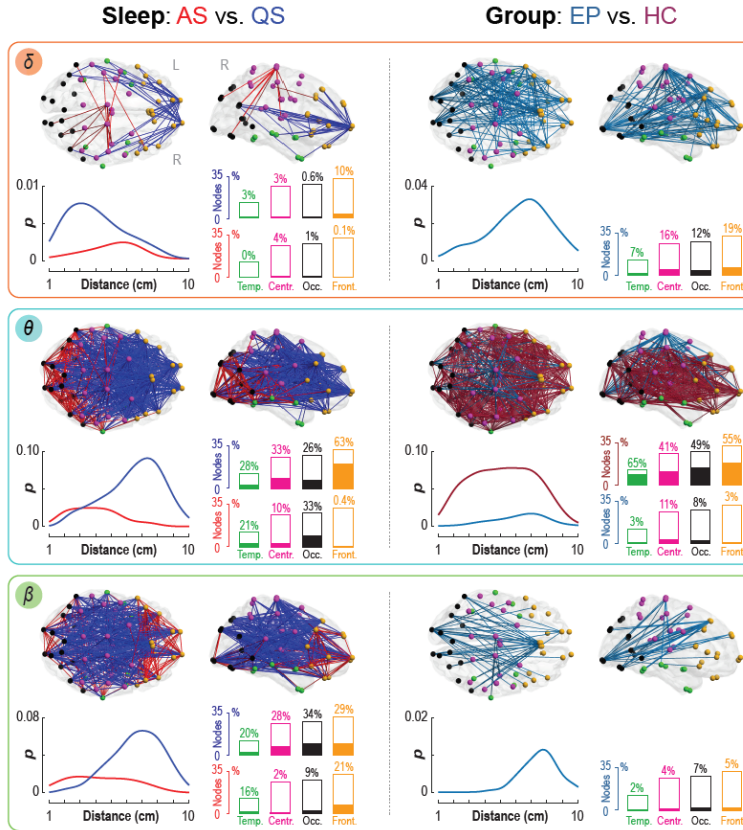 Sleep: AS vs. QS
Group: EP vs. HC
δ
L
R
R
35 % Nodes 0
3% 3% 0.6% 10%
35 % Nodes 0
0% 4% 1% 0.1%
Temp. Centr. Occ. Front.
0.01
p
0
1 Distance (cm) 10
0.04
p
0
1 Distance (cm) 10
35 % Nodes 0
7% 16% 12% 19%
Temp. Centr. Occ. Front.
θ
0.10
p
0
1 Distance (cm) 10
35 % Nodes 0
28% 33% 26% 63%
35 % Nodes 0
21% 10% 33% 0.4%
Temp. Centr. Occ. Front.
0.10
p
0
1 Distance (cm) 10
35 % Nodes 0
65% 41% 49% 55%
35 % Nodes 0
3% 11% 8% 3%
Temp. Centr. Occ. Front.
β
0.08
p
0
1 Distance (cm) 10
35 % Nodes 0
20% 28% 34% 29%
35 % Nodes 0
16% 2% 9% 21%
Temp. Centr. Occ. Front.
0.02
p
0
1 Distance (cm) 10
35 % Nodes 0
2% 4% 7% 5%
Temp. Centr. Occ. Front.